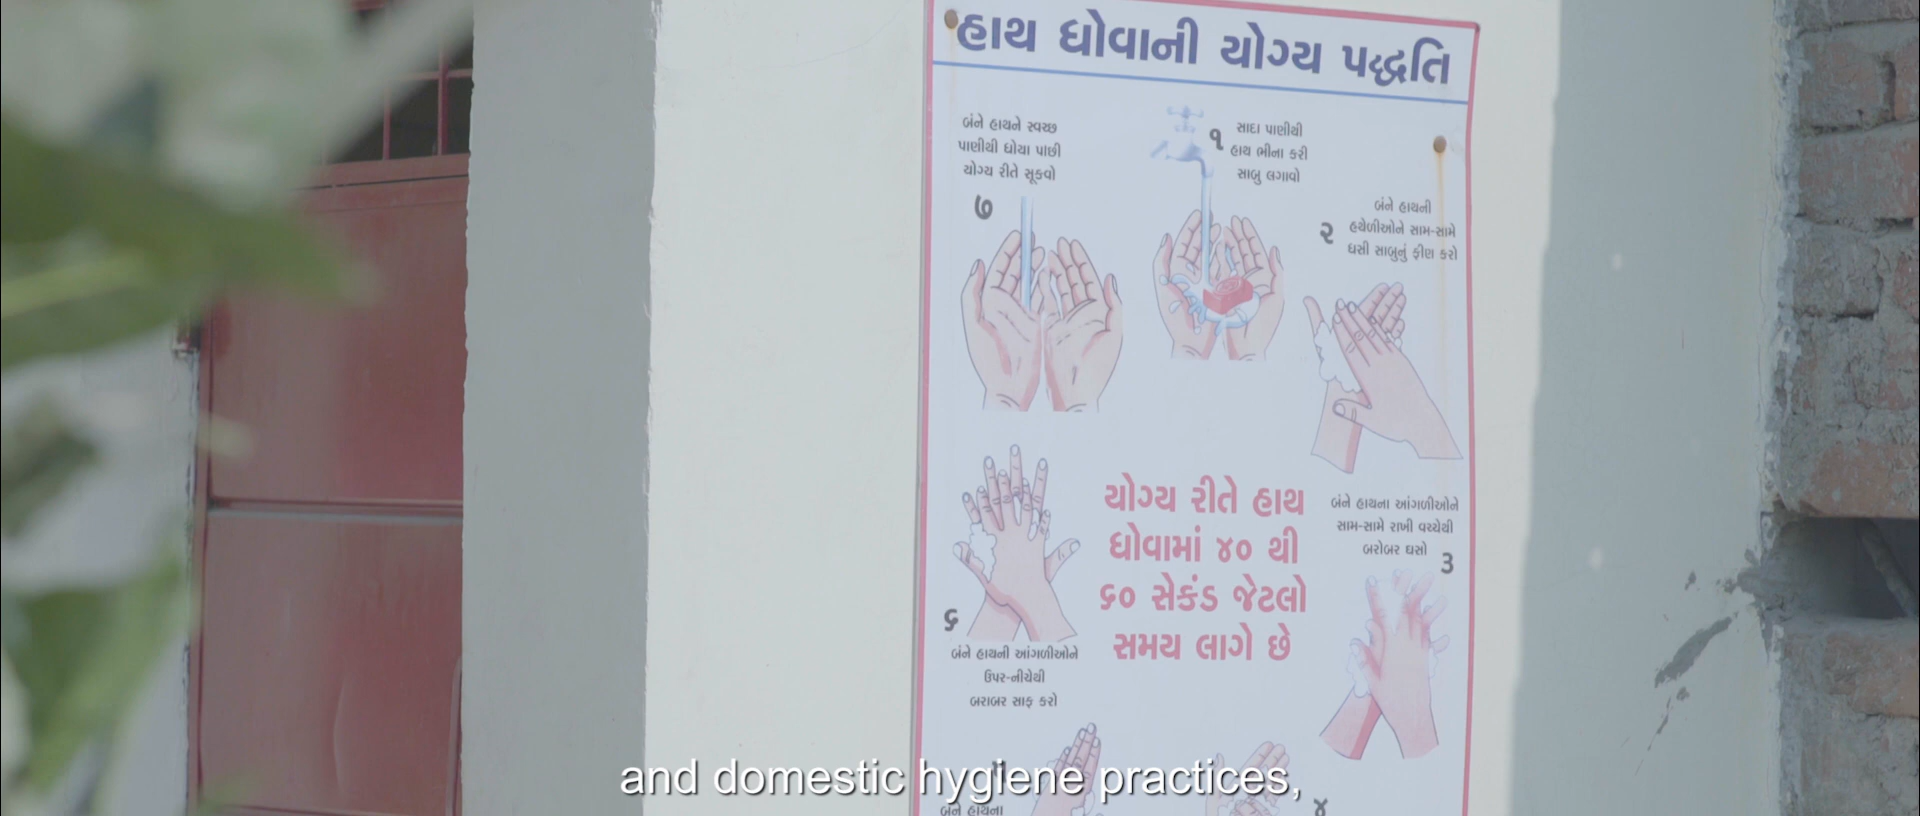 હાથ ધોવાની યોગ્ય પદ્ધતિ
૧
સાદા પાણીથી
હાથ ભીના કરી
સાબુ લગાવો
૨
બંને હાથની
હથેળીઓને સામ-સામે
ઘસી સાબુનું ફીણ કરો
બંને હાથના આંગળીઓને
સામ-સામે રાખી વચ્ચેથી
બરોબર ઘસો
3
૪
બંને હાથના
૬
બંને હાથની આંગળીઓને
ઉપર-નીચેથી
બરાબર સાફ કરો
બંને હાથને સ્વચ્છ
પાણીથી ધોયા પાછી
યોગ્ય રીતે સૂકવો
૭
યોગ્ય રીતે હાથ
ધોવામાં ૪૦ થી
૬૦ સેકંડ જેટલો
સમય લાગે છે
and domestic hygiene practices,